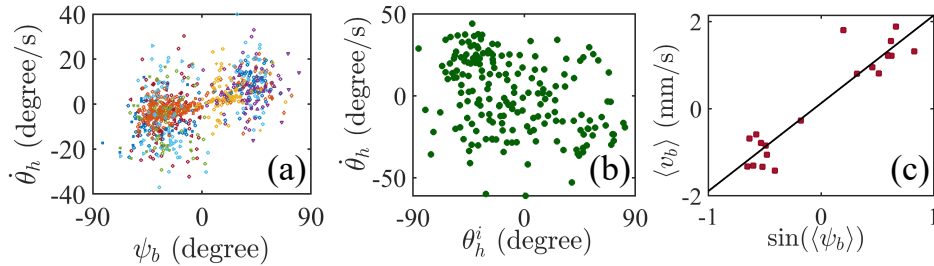 40
20
0
-20
-40
θ̇_h (degree/s)
(a)
-90 0 90
ψ_b (degree)
50
0
-50
θ̇_h (degree/s)
(b)
-90 0 90
θ_h^i (degree)
2
0
-2
⟨v_b⟩ (mm/s)
(c)
-1 0 1
sin(⟨ψ_b⟩)